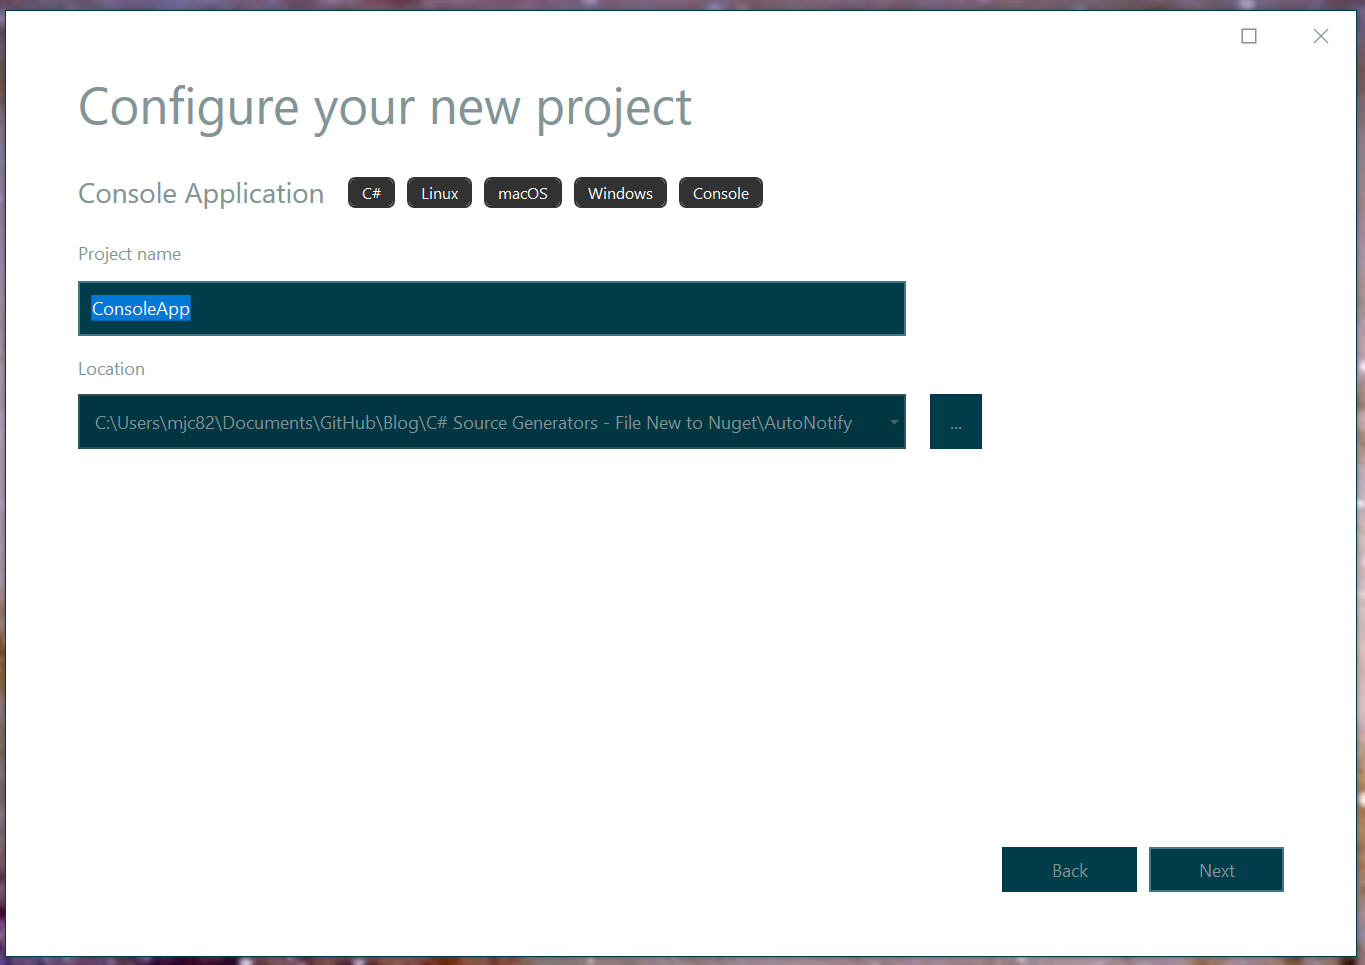 Configure your new project
Console Application C# Linux macOS Windows Console
Project name
ConsoleApp
Location
C:\Users\mjc82\Documents\GitHub\Blog\C# Source Generators - File New to Nuget\AutoNotify ...
Back Next